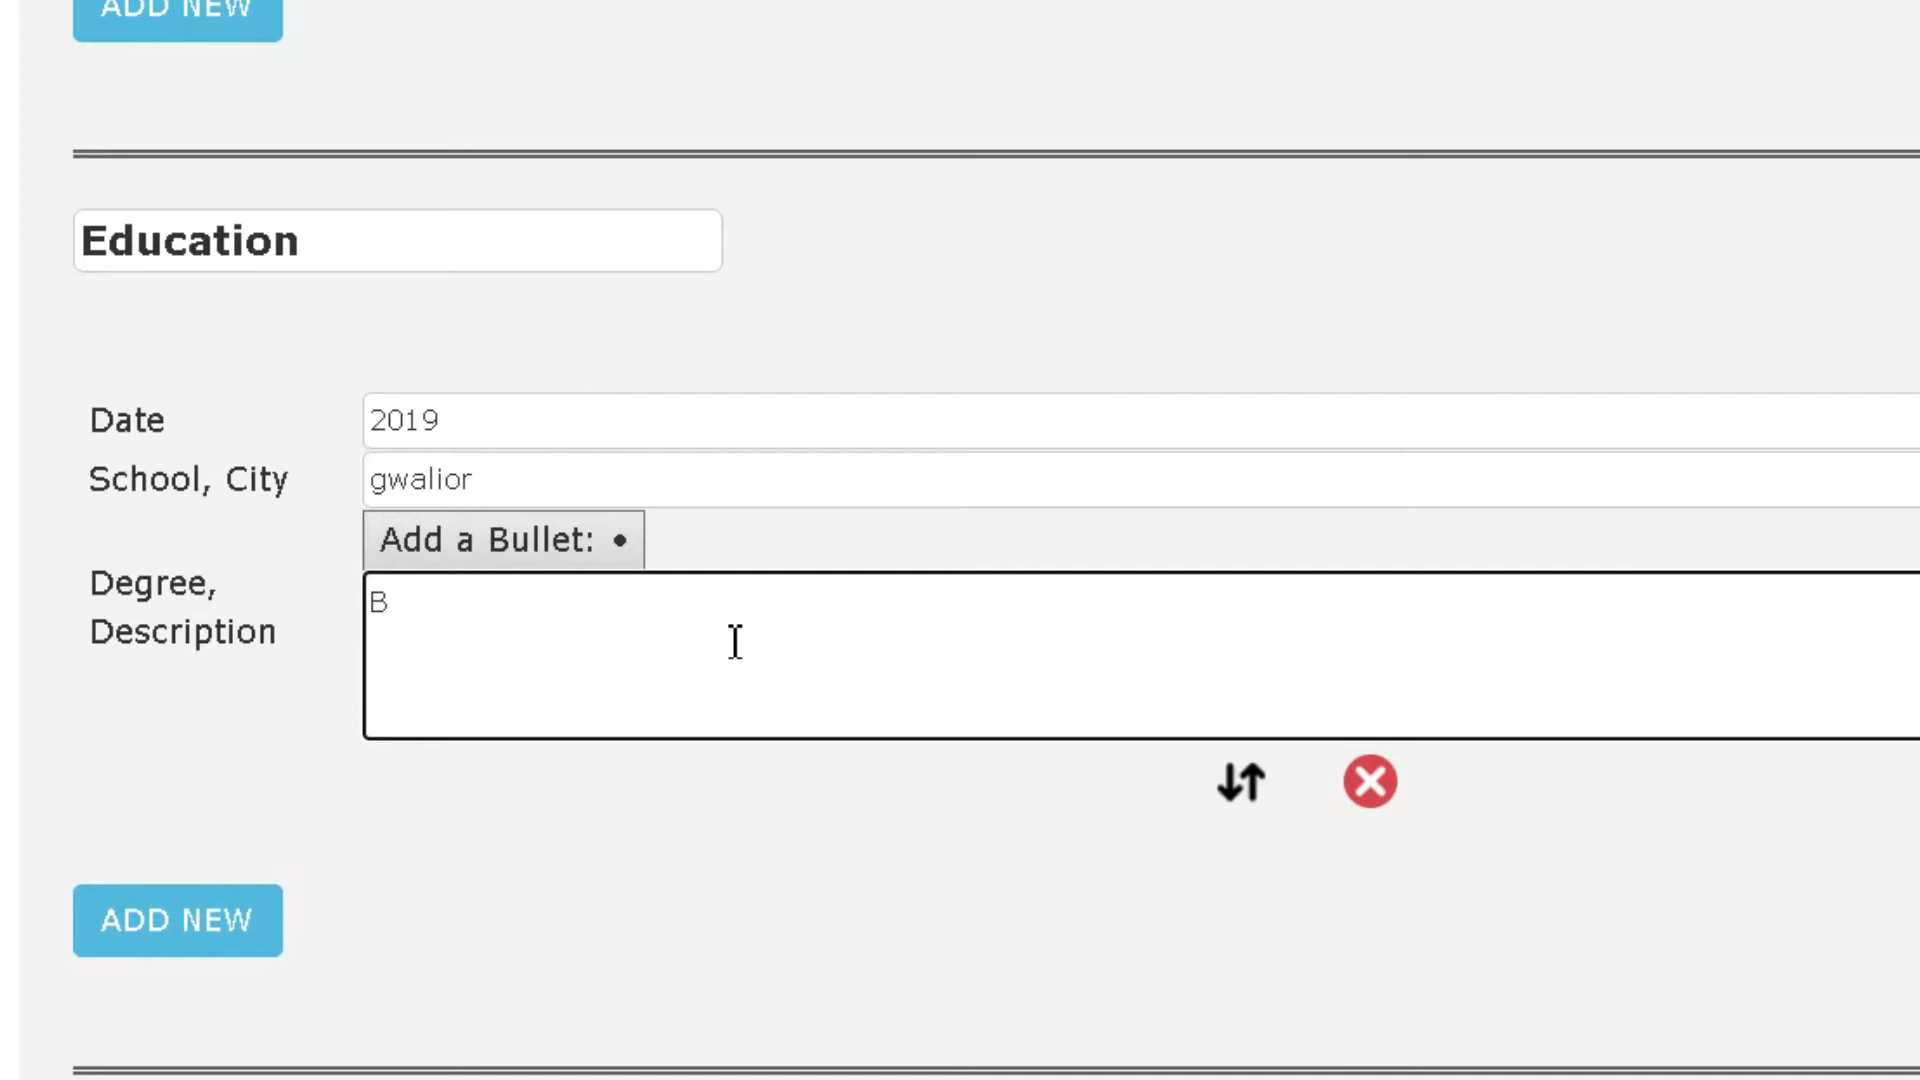 ADD NEW
Education
Date
2019
School, City
gwalior
Add a Bullet: •
Degree,
Description
B
ADD NEW